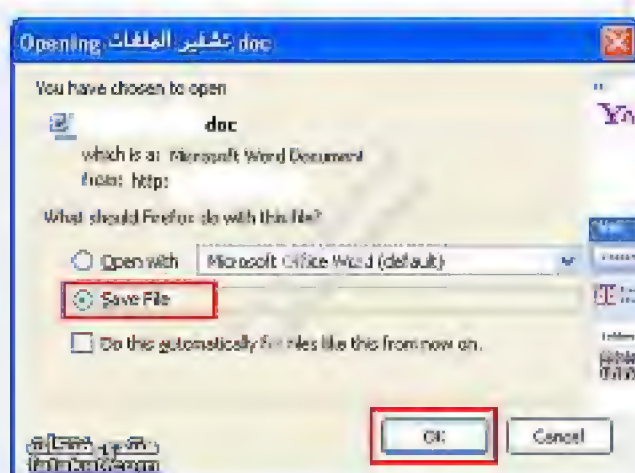 Opening تشفير الملفات.doc
You have chosen to open
doc
which is a: Microsoft Word Document
from: http:
What should Firefox do with this file?
Open with Microsoft Office Word (default)
Save File
Do this automatically for files like this from now on.
OK Cancel